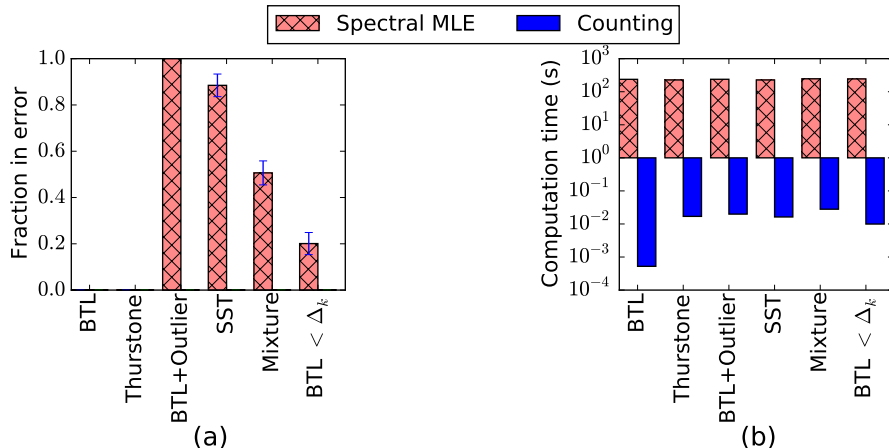 Spectral MLE Counting
Fraction in error
1.0
0.8
0.6
0.4
0.2
0.0
BTL
Thurstone
BTL+Outlier
SST
Mixture
BTL < Δₖ
(a)
Computation time (s)
10³
10²
10¹
10⁰
10⁻¹
10⁻²
10⁻³
10⁻⁴
BTL
Thurstone
BTL+Outlier
SST
Mixture
BTL < Δₖ
(b)